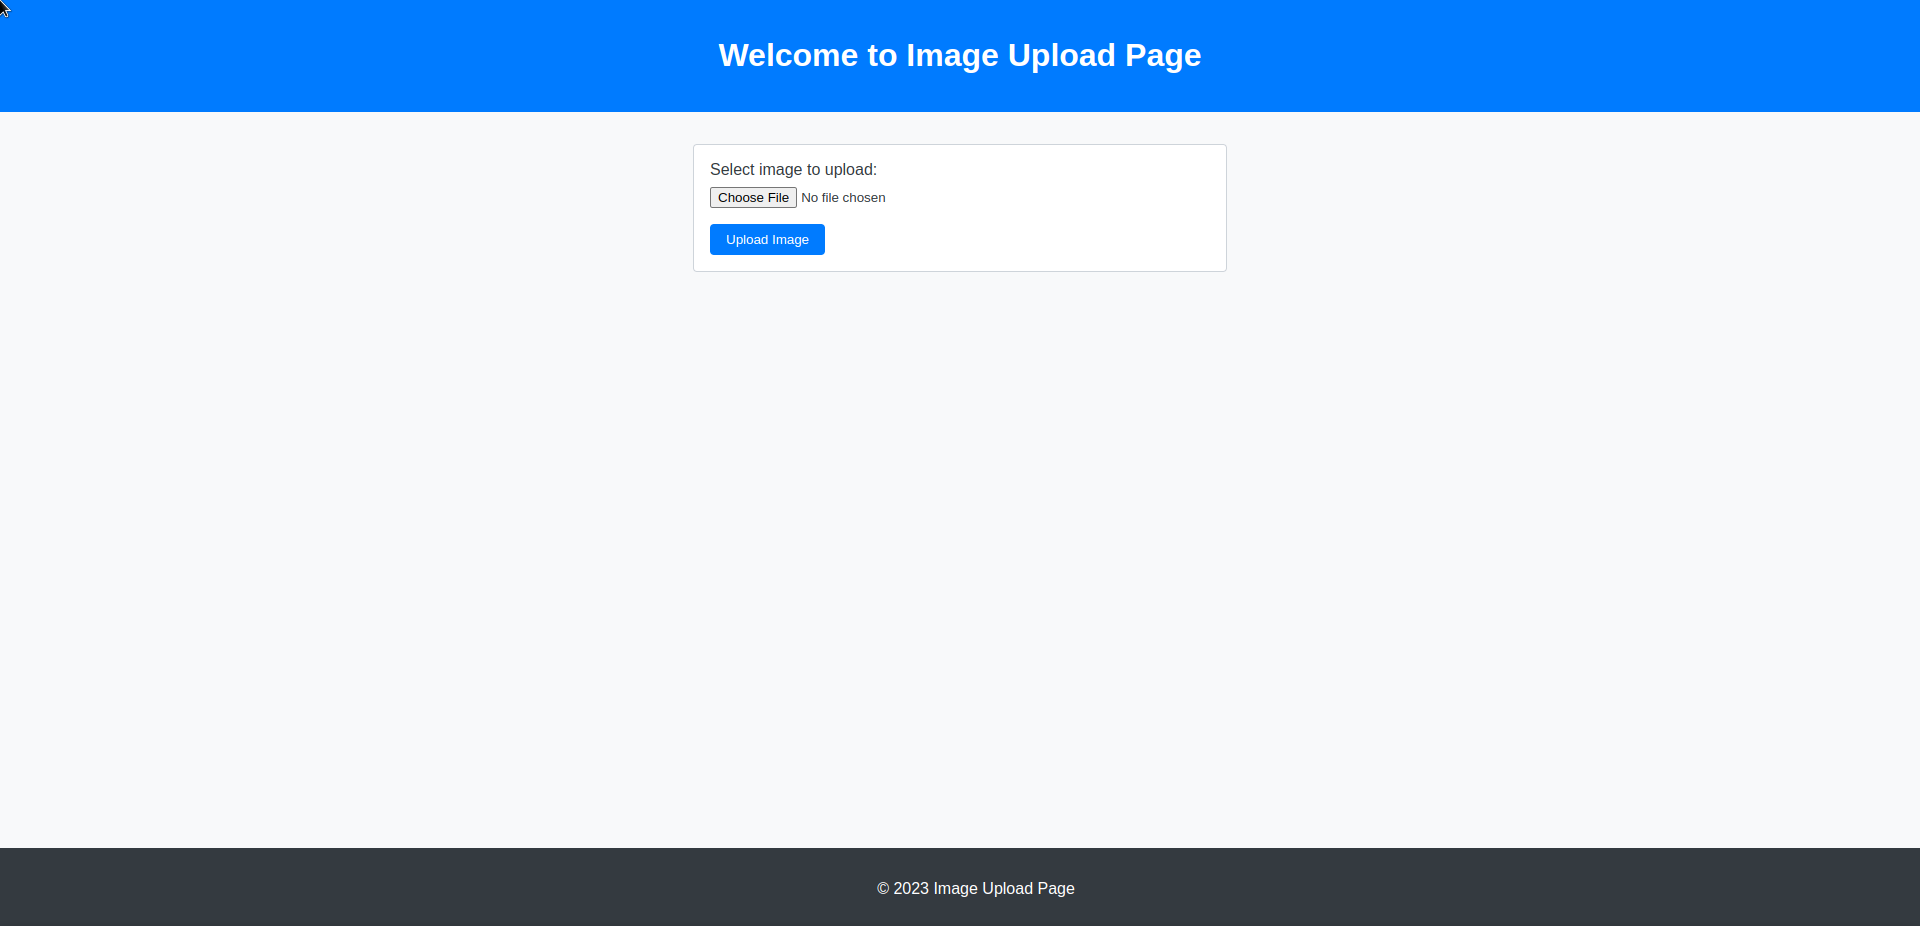 Welcome to Image Upload Page
Select image to upload:
Choose File No file chosen
Upload Image
© 2023 Image Upload Page